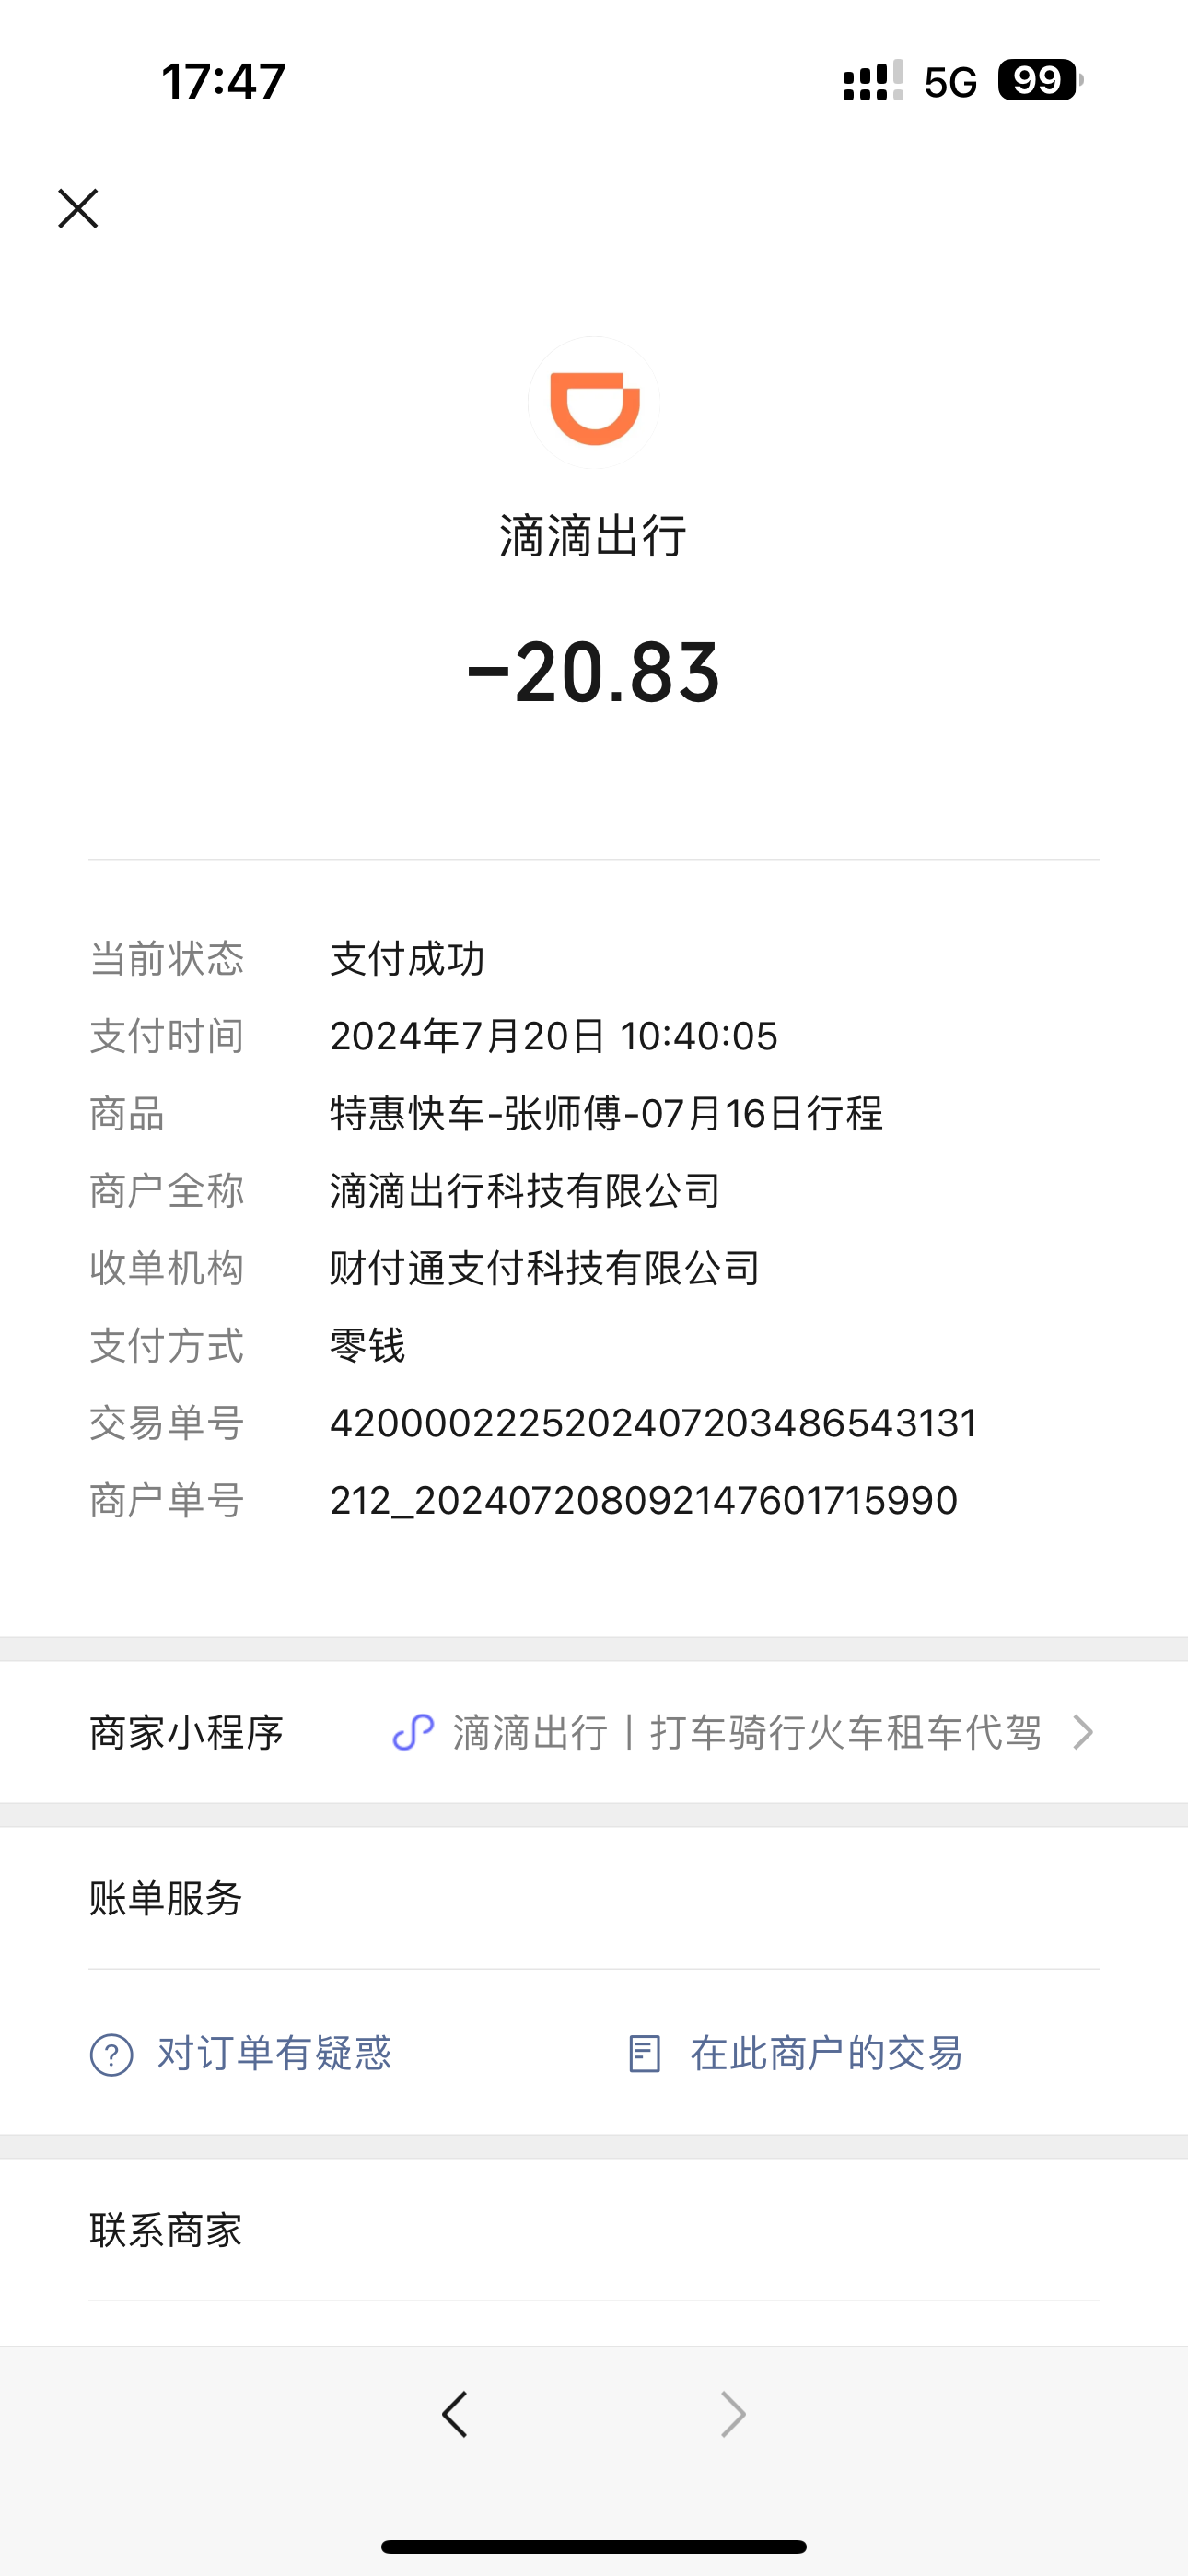 17:47 5G 99
滴滴出行
-20.83
当前状态 支付成功
支付时间 2024年7月20日 10:40:05
商品 特惠快车-张师傅-07月16日行程
商户全称 滴滴出行科技有限公司
收单机构 财付通支付科技有限公司
支付方式 零钱
交易单号 4200002225202407203486543131
商户单号 212_202407208092147601715990
商家小程序 滴滴出行丨打车骑行火车租车代驾
账单服务
对订单有疑惑 在此商户的交易
联系商家